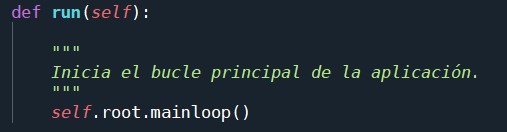 def run(self):
"""
Inicia el bucle principal de la aplicación.
"""
self.root.mainloop()